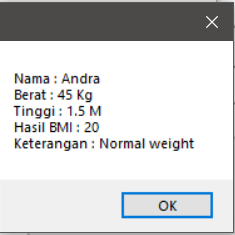 Nama : Andra
Berat : 45 Kg
Tinggi : 1.5 M
Hasil BMI : 20
Keterangan : Normal weight
OK